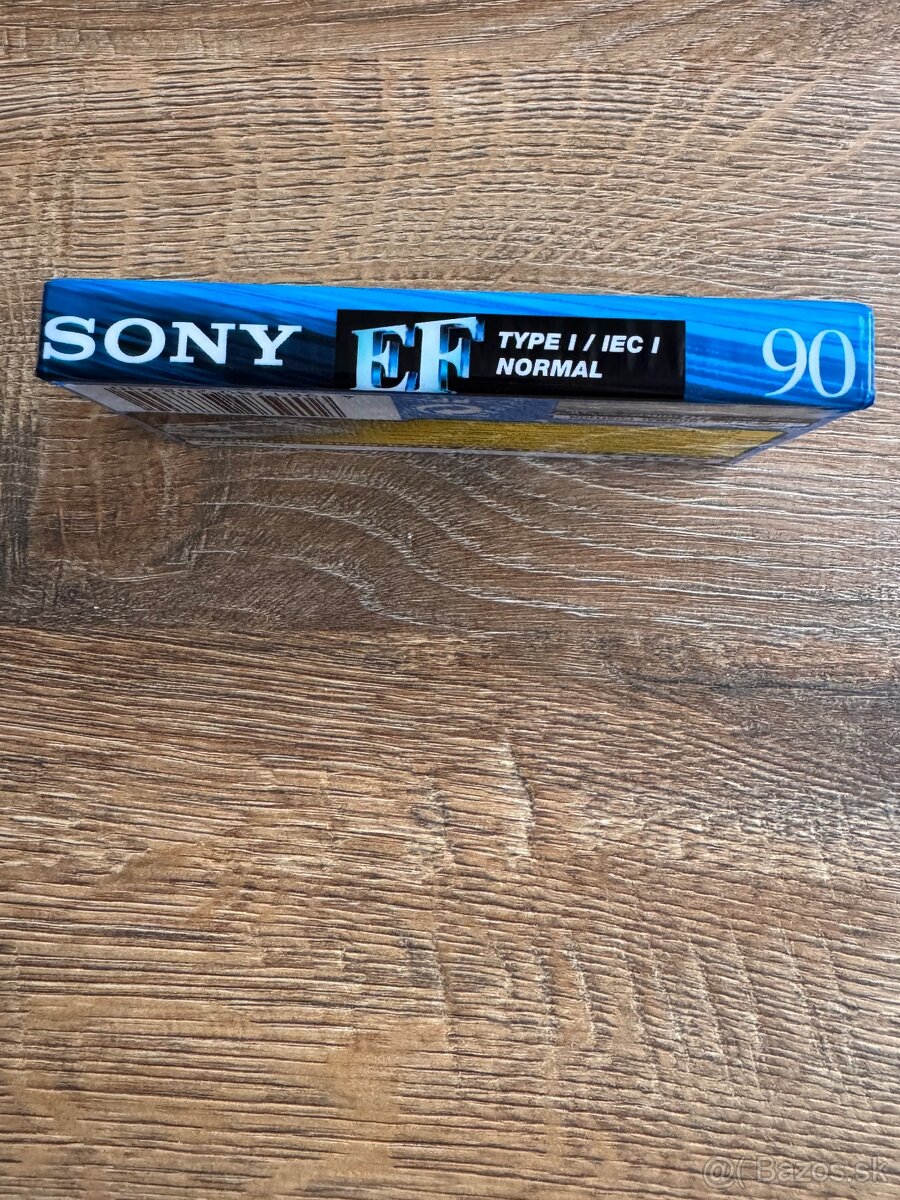 SONY
EF
TYPE I / IEC I
NORMAL
90
@( Bazos.sk